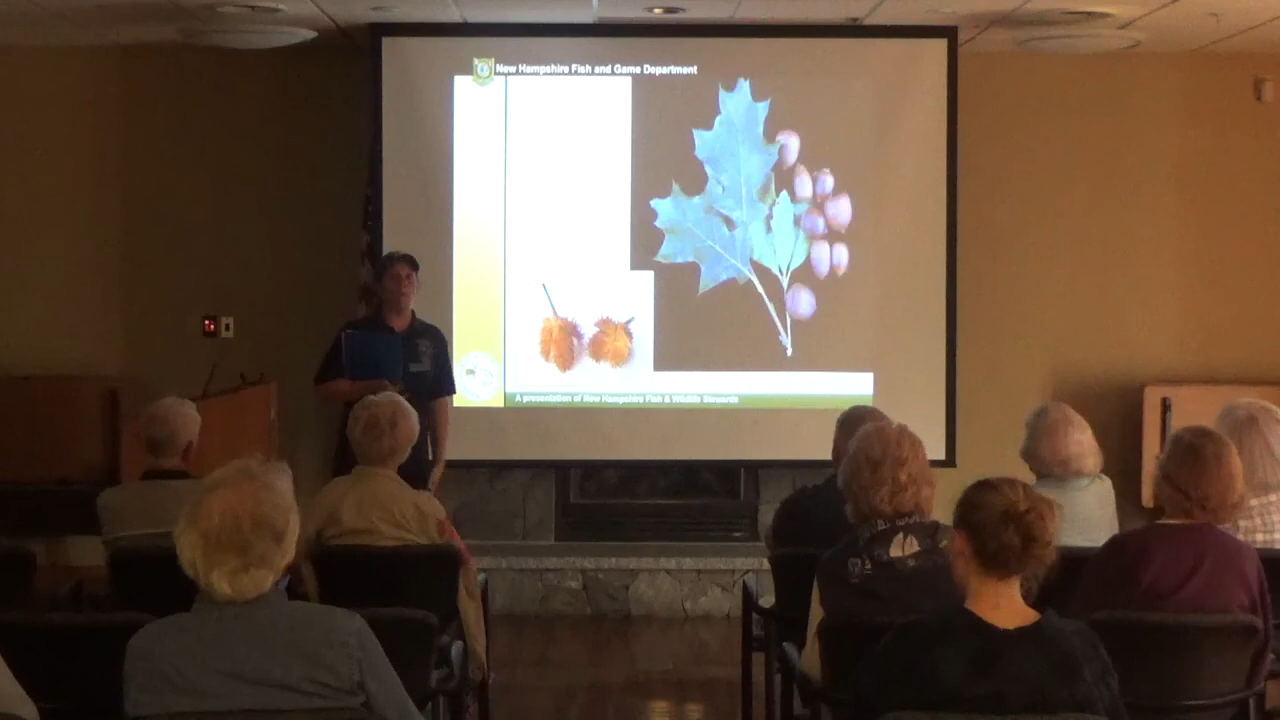 New Hampshire Fish and Game Department
A presentation of New Hampshire Fish & Wildlife Stewards